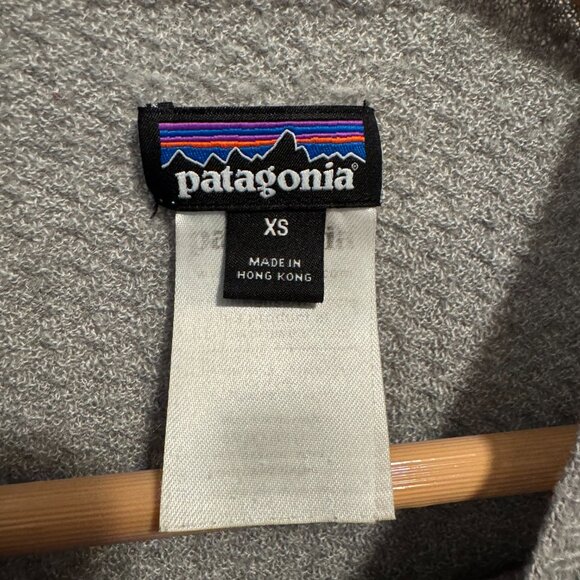 patagonia®
XS
MADE IN
HONG KONG